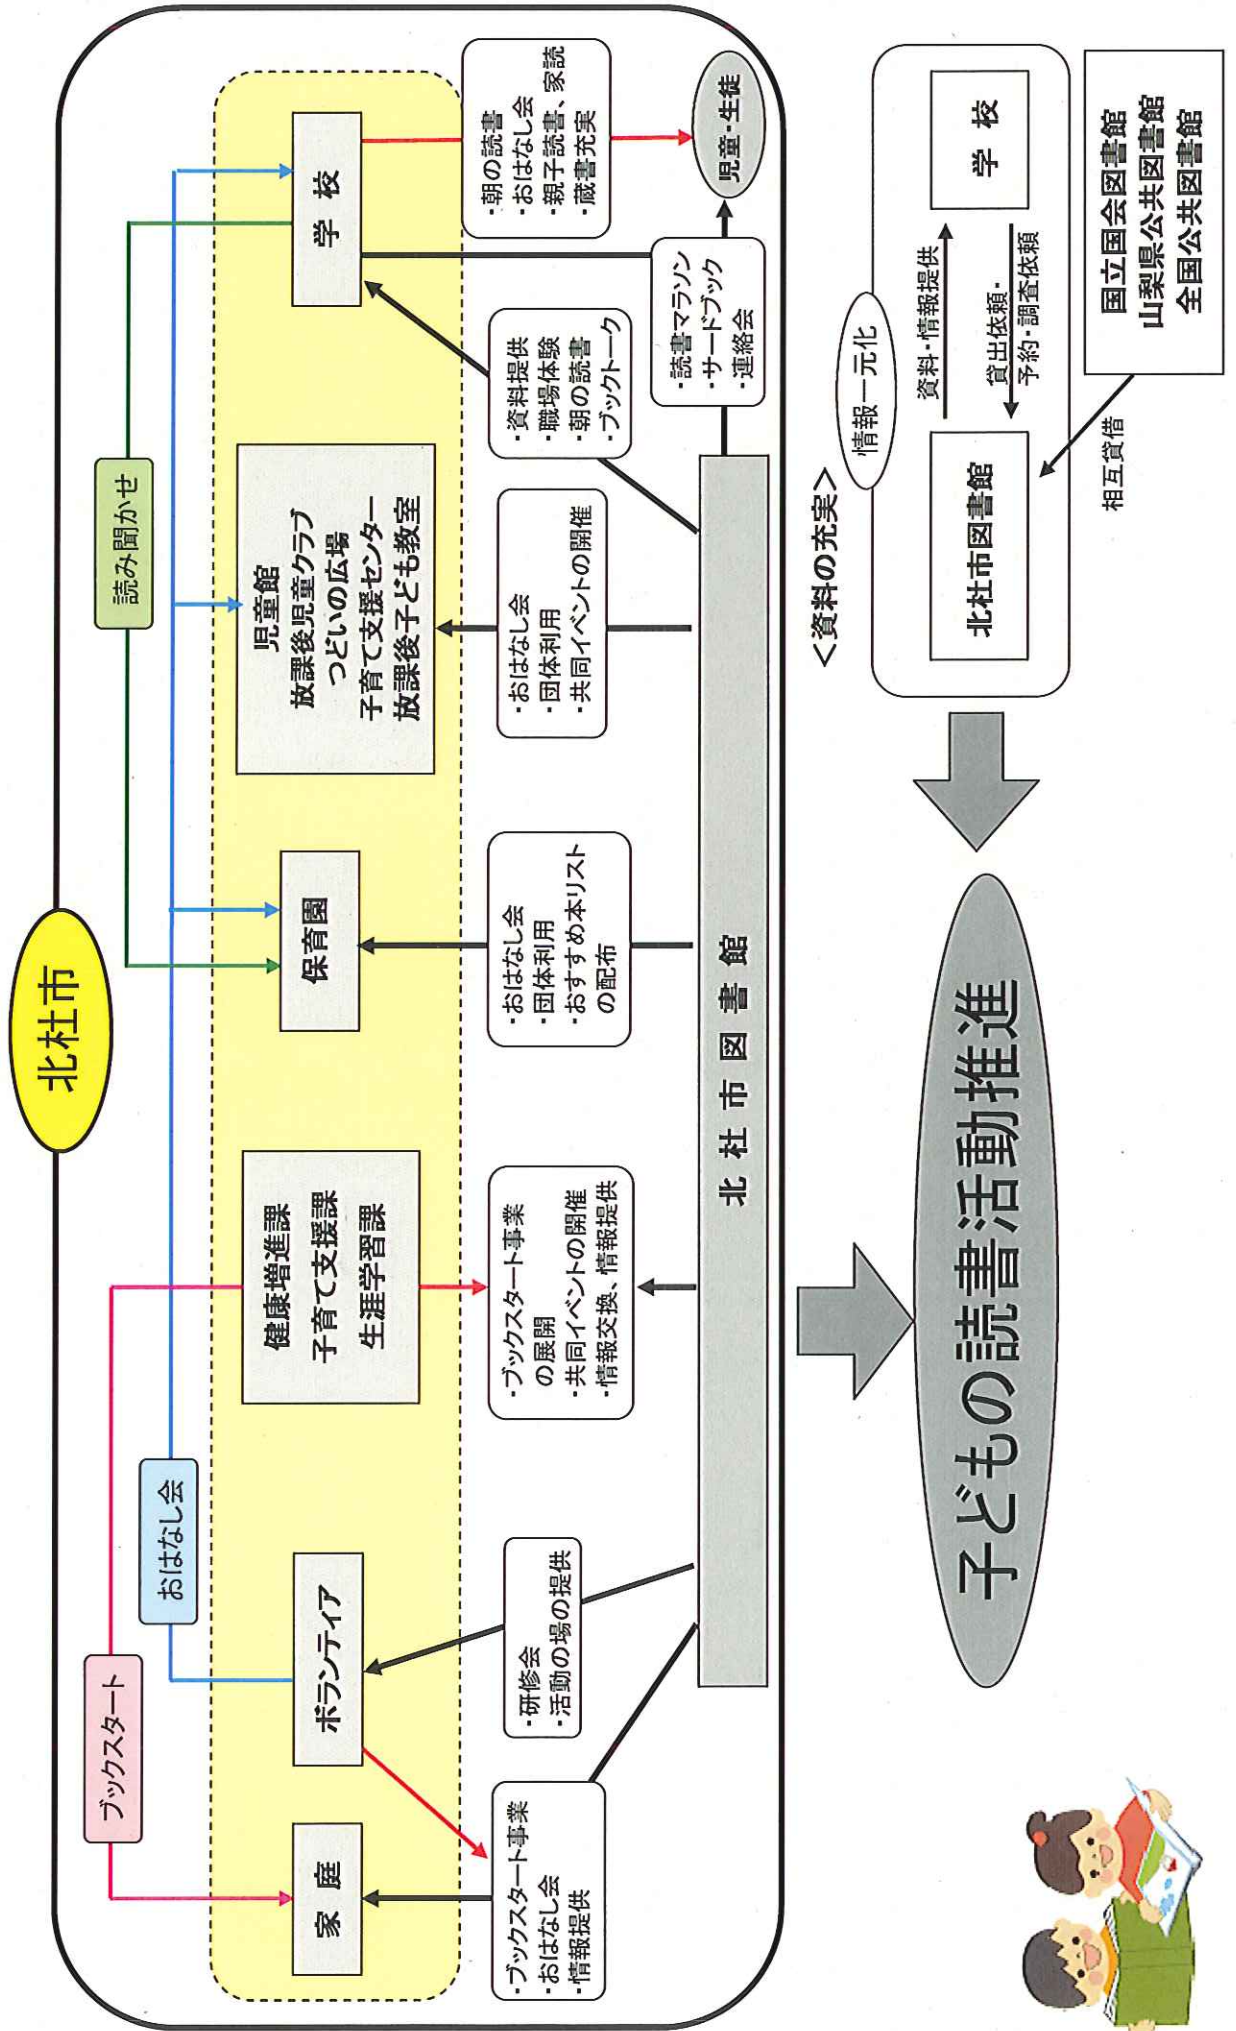 北杜市
ブックスタート
おはなし会
読み聞かせ
家庭
ボランティア
健康増進課
子育て支援課
生涯学習課
保育園
児童館
放課後児童クラブ
つどいの広場
子育て支援センター
放課後子ども教室
学校
・ブックスタート事業
・おはなし会
・情報提供
・研修会
・活動の場の提供
・ブックスタート事業
の展開
・共同イベントの開催
・情報交換、情報提供
・おはなし会
・団体利用
・おすすめ本リスト
の配布
・おはなし会
・団体利用
・共同イベントの開催
・資料提供
・職場体験
・朝の読書
・ブックトーク
・朝の読書
・おはなし会
・親子読書、家読
・蔵書充実
・読書マラソン
・サードブック
・連絡会
児童・生徒
北杜市図書館
子どもの読書活動推進
<資料の充実>
情報一元化
北杜市図書館
資料・情報提供
貸出依頼・
予約・調査依頼
学校
相互貸借
国立国会図書館
山梨県公共図書館
全国公共図書館